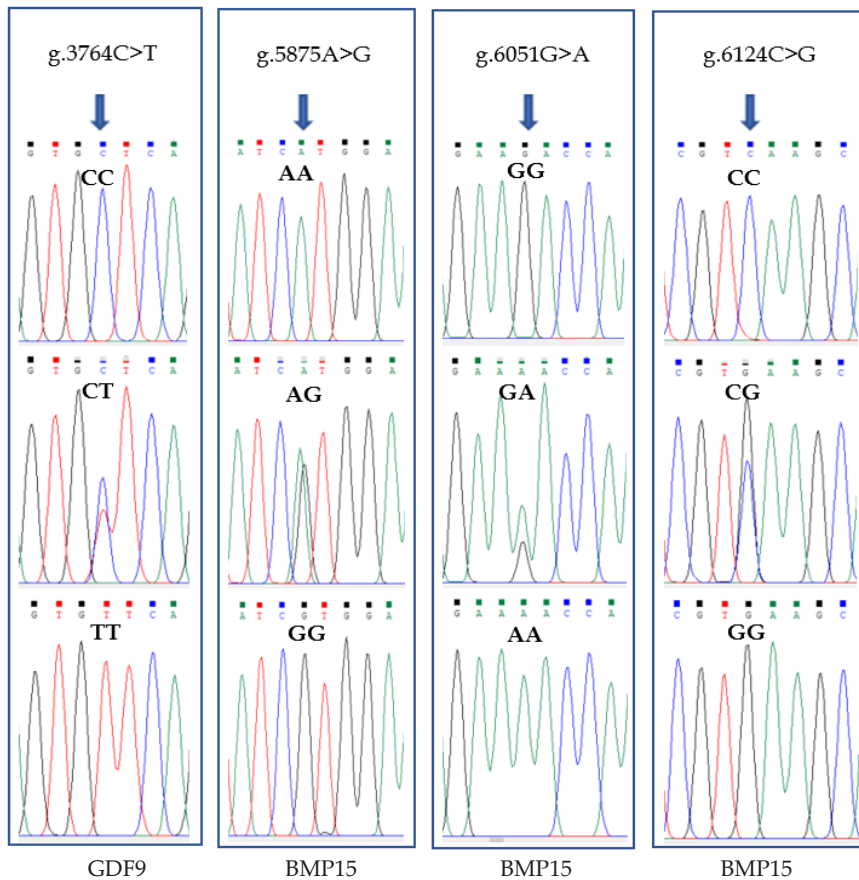 g.3764C>T
G T G C T C A
CC
G T G C T C A
CT
G T G T T C A
TT
GDF9
g.5875A>G
A T C A T G G A
AA
A T C A T G G A
AG
A T C G T G G A
GG
BMP15
g.6051G>A
G A A G A C C A
GG
G A A A A C C A
GA
G A A A A C C A
AA
BMP15
g.6124C>G
C G T C A A G C
CC
C G T G A A G C
CG
C G T G A A G C
GG
BMP15